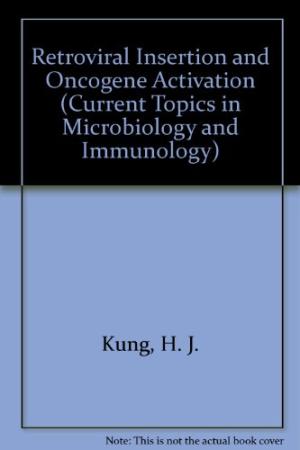 Retroviral Insertion and
Oncogene Activation
(Current Topics in
Microbiology and
Immunology)
Kung, H. J.
Note: This is not the actual book cover